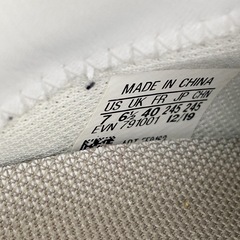 MADE IN CHINA
US UK FR JP CHN
7 6½ 40 245 245
EVN 791001 12/19